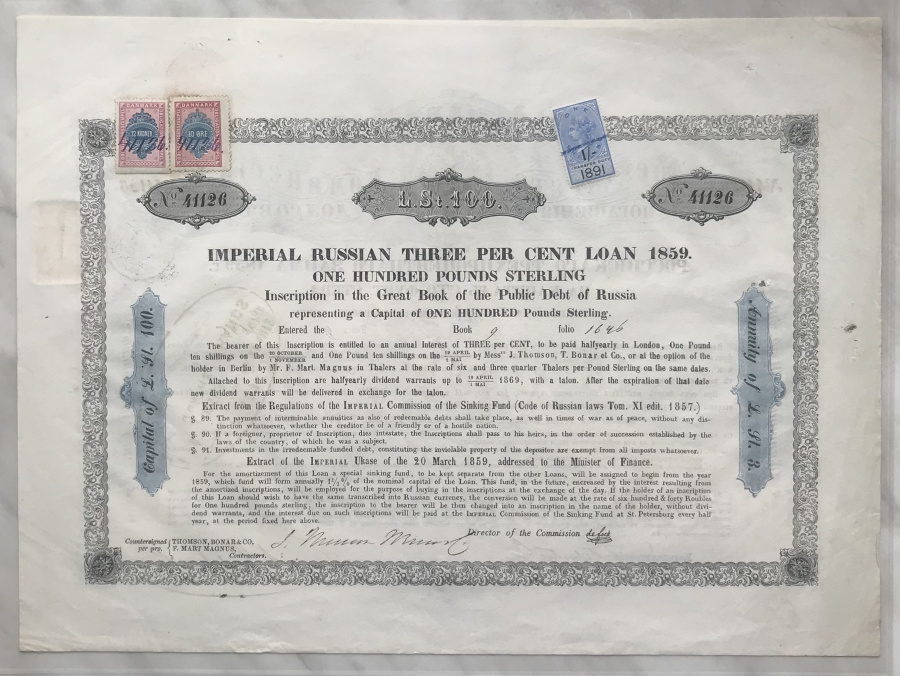 DANMARK DANMARK
12 KRONER 10 ØRE
41126. 41126.
1/-
TRANSFER DUTY
1891
No. 41126 L. St. 100. No. 41126
IMPERIAL RUSSIAN THREE PER CENT LOAN 1859.
ONE HUNDRED POUNDS STERLING
Inscription in the Great Book of the Public Debt of Russia
representing a Capital of ONE HUNDRED Pounds Sterling.
Entered the Book 9 folio 1646
The bearer of this Inscription is entitled to an annual Interest of THREE per CENT, to be paid halfyearly in London, One Pound
ten shillings on the 20 OCTOBER / 1 NOVEMBER and One Pound ten shillings on the 19 APRIL / 1 MAI by Mess.rs J. Thomson, T. Bonar et Co., or at the option of the
holder in Berlin by Mr. F. Mart. Magnus in Thalers at the rate of six and three quarter Thalers per Pound Sterling on the same dates.
Attached to this Inscription are halfyearly dividend warrants up to 19 APRIL / 1 MAI 1869, with a talon. After the expiration of that date
new dividend warrants will be delivered in exchange for the talon.
Extract from the Regulations of the IMPERIAL Commission of the Sinking Fund (Code of Russian laws Tom. XI edit. 1857.)
§. 89. The payment of interminable annuities as also of redeemable debts shall take place, as well in times of war as of peace, without any dis-
tinction whatsoever, whether the creditor be of a friendly or of a hostile nation.
§. 90. If a foreigner, proprietor of Inscription, dies intestate, the Inscriptions shall pass to his heirs, in the order of succession established by the
laws of the country, of which he was a subject.
§. 91. Investments in the irredeemable funded debt, constituting the inviolable property of the depositor are exempt from all imposts whatsoever.
Extract of the IMPERIAL Ukase of the 20 March 1859, addressed to the Minister of Finance.
For the amortizement of this Loan a special sinking fund, to be kept separate from the other Loans, will be assigned to begin from the year
1859, which fund will form annually 1½% of the nominal capital of the Loan. This fund, in the future, encreased by the interest resulting from
the amortized inscriptions, will be employed for the purpose of buying in the inscriptions at the exchange of the day. If the holder of an inscription
of this Loan should wish to have the same transcribed into Russian currency, the conversion will be made at the rate of six hundred & forty Roubles
for One hundred pounds sterling; the inscription to the bearer will be then changed into an inscription in the name of the holder, without divi-
dend warrants, and the interest due on such inscriptions will be paid at the IMPERIAL Commission of the Sinking Fund at St. Petersburg every half
year, at the period fixed here above.
Capital of L. St. 100.
Annuity of L. St. 3.
Director of the Commission
Countersigned per pro. { THOMSON, BONAR & CO.
F. MART MAGNUS,
Contractors.